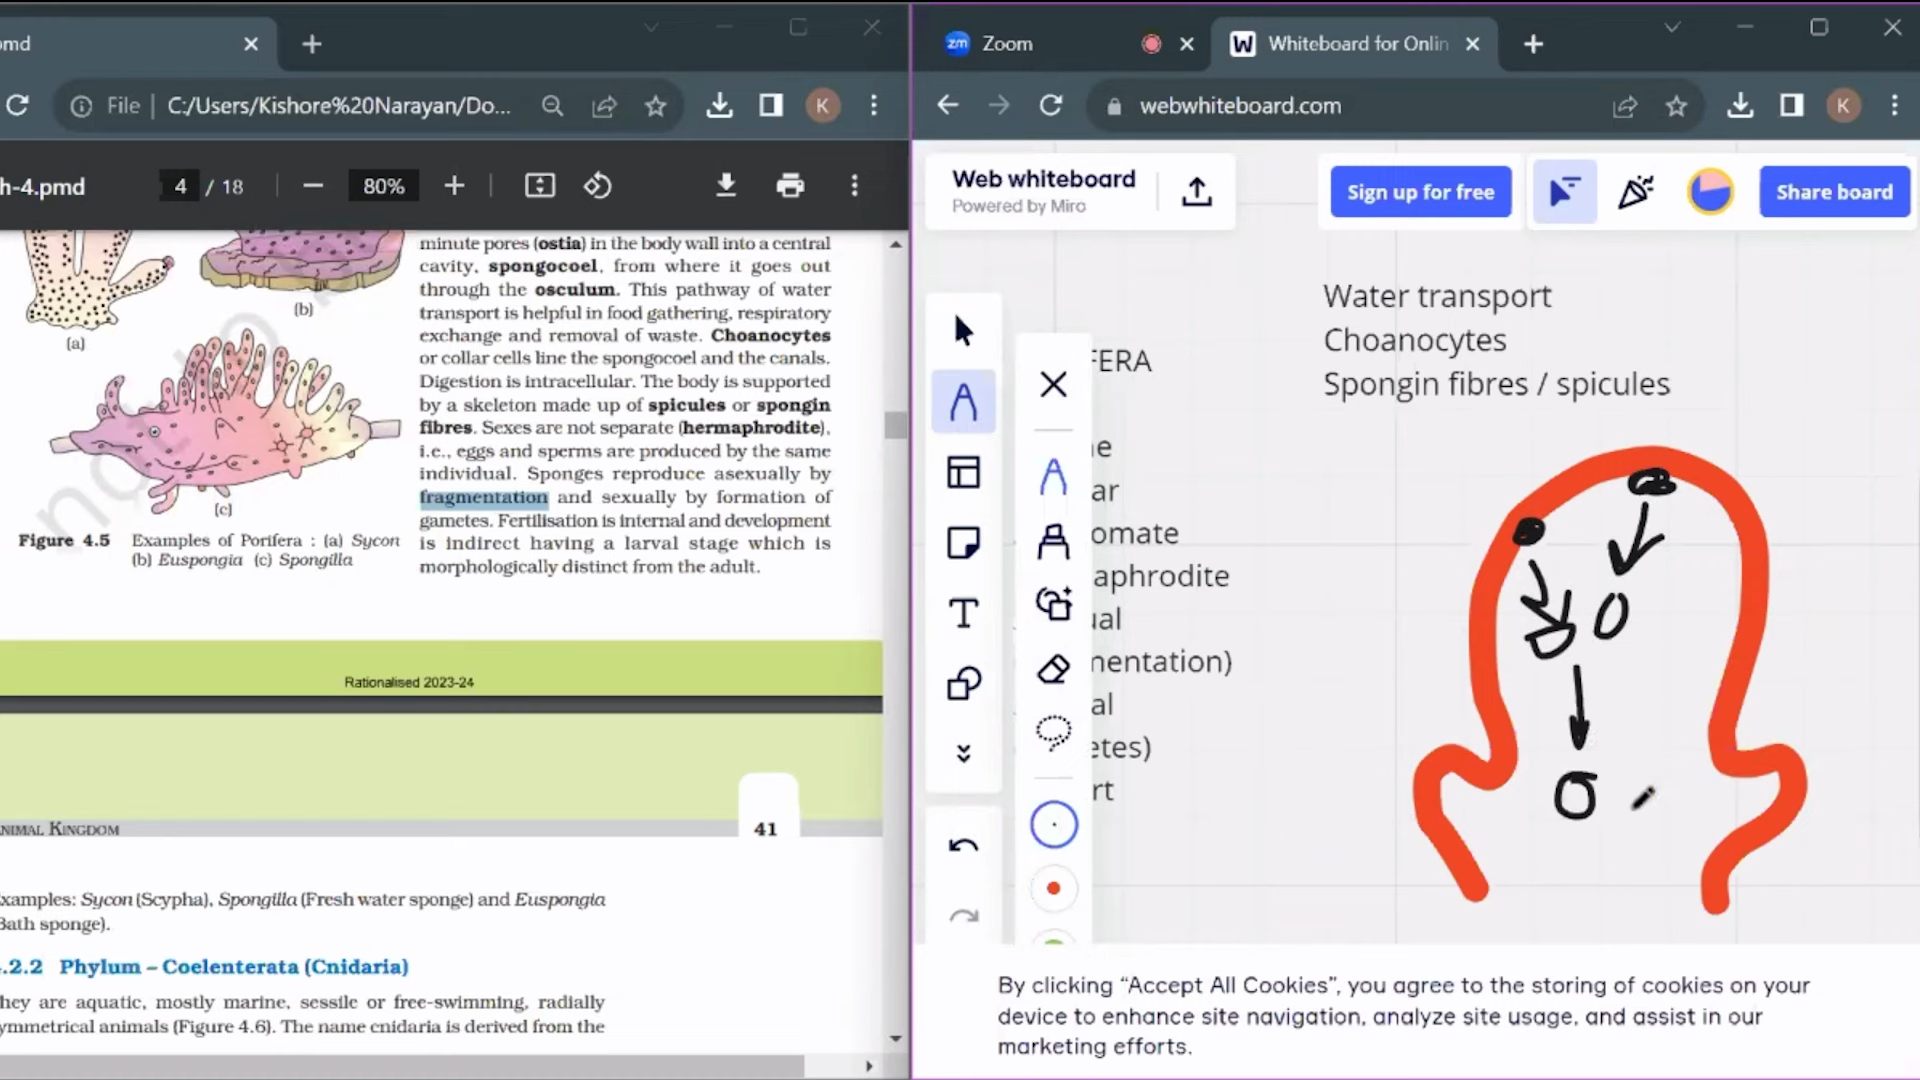 omd
Zoom
Whiteboard for Onlin
File
C:/Users/Kishore%20Narayan/Do...
K
webwhiteboard.com
K
h-4.pmd
4 / 18
80%
Web whiteboard
Powered by Miro
Sign up for free
Share board
minute pores (ostia) in the body wall into a central
cavity, spongocoel, from where it goes out
through the osculum. This pathway of water
transport is helpful in food gathering, respiratory
exchange and removal of waste. Choanocytes
or collar cells line the spongocoel and the canals.
Digestion is intracellular. The body is supported
by a skeleton made up of spicules or spongin
fibres. Sexes are not separate (hermaphrodite),
i.e., eggs and sperms are produced by the same
individual. Sponges reproduce asexually by
fragmentation and sexually by formation of
gametes. Fertilisation is internal and development
is indirect having a larval stage which is
morphologically distinct from the adult.
(a)
(b)
(c)
Figure 4.5 Examples of Porifera : (a) Sycon
(b) Euspongia (c) Spongilla
Rationalised 2023-24
NIMAL KINGDOM
41
xamples: Sycon (Scypha), Spongilla (Fresh water sponge) and Euspongia
Bath sponge).
.2.2 Phylum – Coelenterata (Cnidaria)
hey are aquatic, mostly marine, sessile or free-swimming, radially
ymmetrical animals (Figure 4.6). The name cnidaria is derived from the
Water transport
Choanocytes
Spongin fibres / spicules
FERA
ne
ar
omate
aphrodite
ual
nentation)
al
etes)
rt
By clicking “Accept All Cookies”, you agree to the storing of cookies on your
device to enhance site navigation, analyze site usage, and assist in our
marketing efforts.